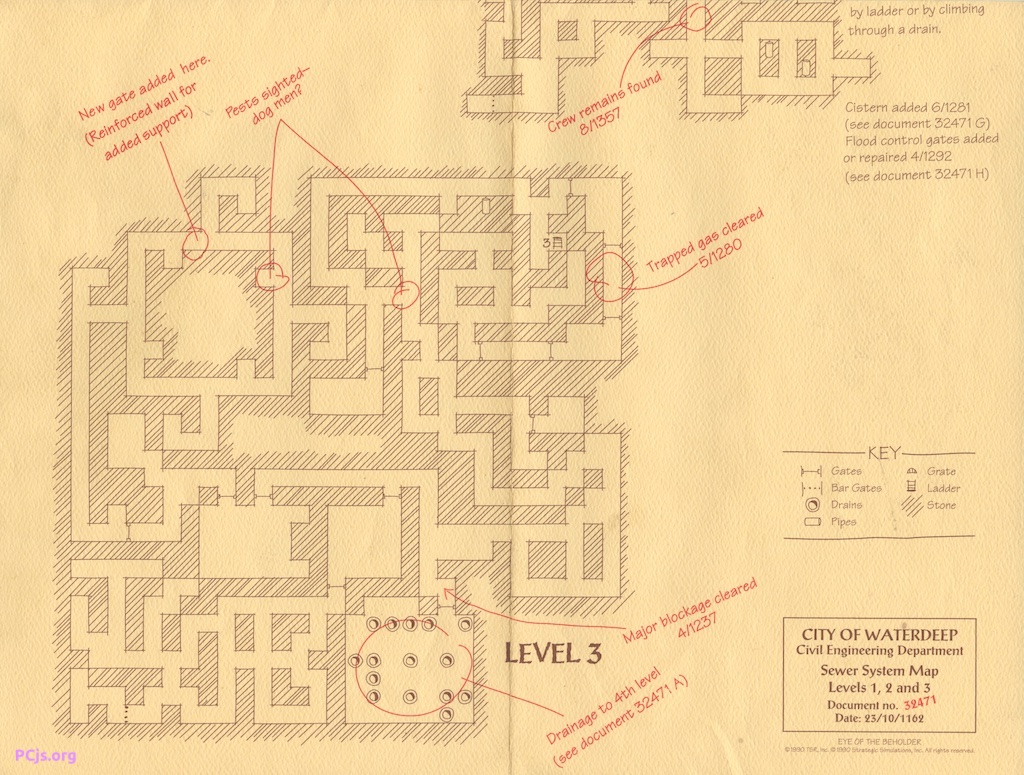 by ladder or by climbing
through a drain.
Cistern added 6/1281
(see document 32471 G)
Flood control gates added
or repaired 4/1292
(see document 32471 H)
Crew remains found
8/1357
New gate added here.
(Reinforced wall for
added support)
Pests sighted-
dog men?
Trapped gas cleared
5/1280
3
KEY
Gates
Bar Gates
Drains
Pipes
Grate
Ladder
Stone
Major blockage cleared
4/1237
LEVEL 3
Drainage to 4th level
(see document 32471 A)
CITY OF WATERDEEP
Civil Engineering Department
Sewer System Map
Levels 1, 2 and 3
Document no. 32471
Date: 23/10/1162
EYE OF THE BEHOLDER
©1990 TSR, Inc. ©1990 Strategic Simulations, Inc. All rights reserved.
PCjs.org